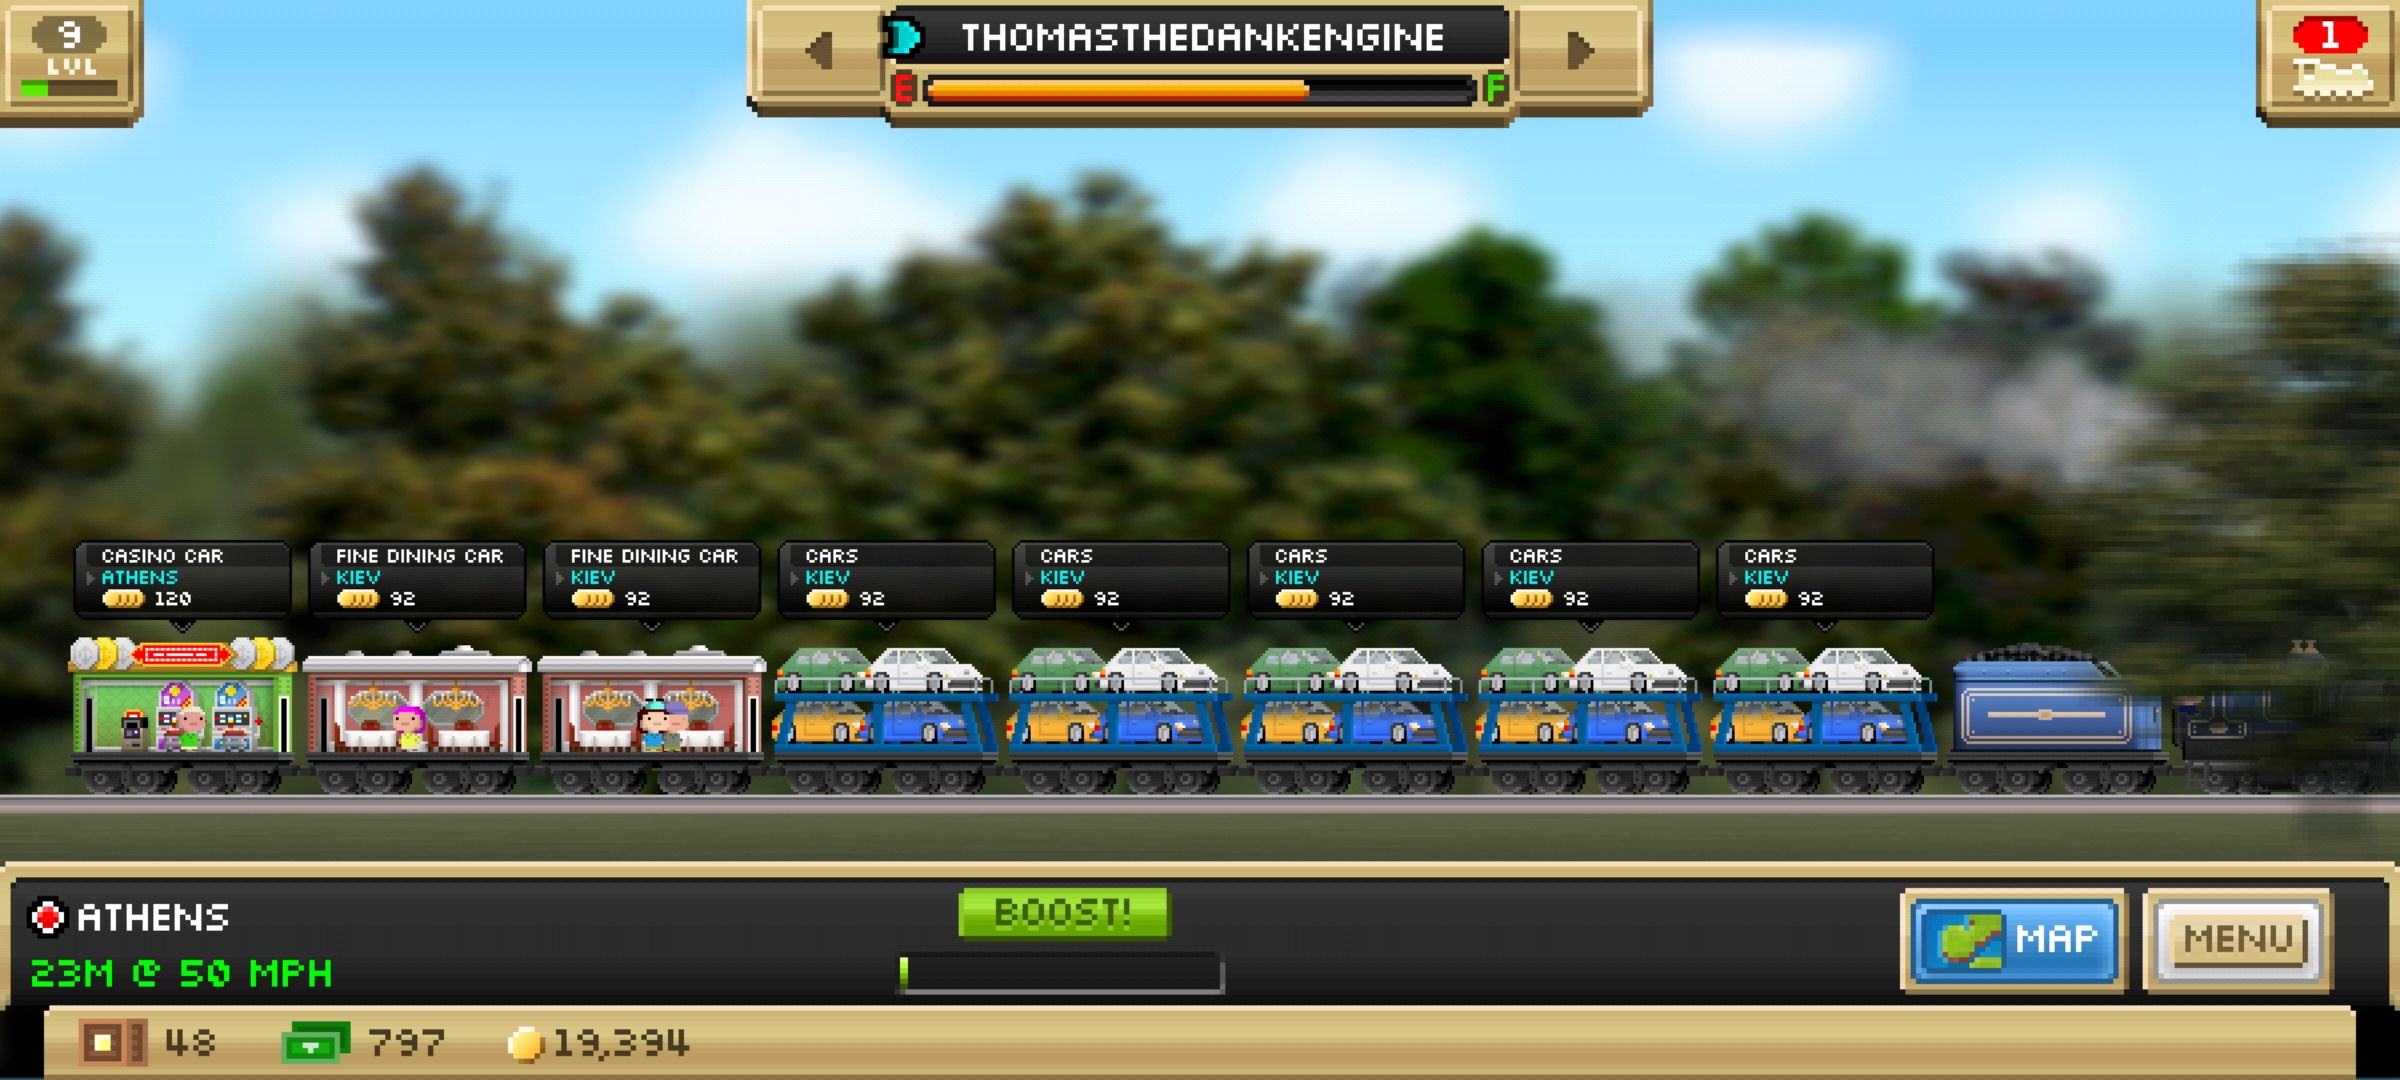 9
LVL
THOMASTHEDANKENGINE
E F
1
CASINO CAR
ATHENS
120
FINE DINING CAR
KIEV
92
FINE DINING CAR
KIEV
92
CARS
KIEV
92
CARS
KIEV
92
CARS
KIEV
92
CARS
KIEV
92
CARS
KIEV
92
ATHENS
23M @ 50 MPH
BOOST!
MAP
MENU
48 797 19,394